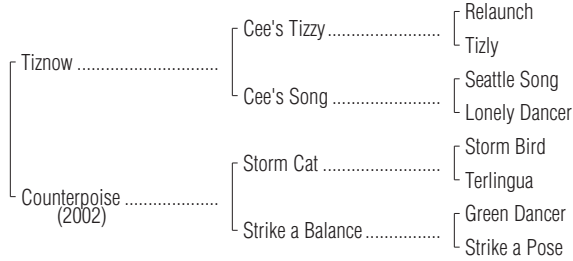 Relaunch
Cee's Tizzy ........................
Tizly
Tiznow ..............................
Seattle Song
Cee's Song .......................
Lonely Dancer
Storm Bird
Storm Cat .........................
Terlingua
Counterpoise ....................
(2002)
Green Dancer
Strike a Balance................
Strike a Pose